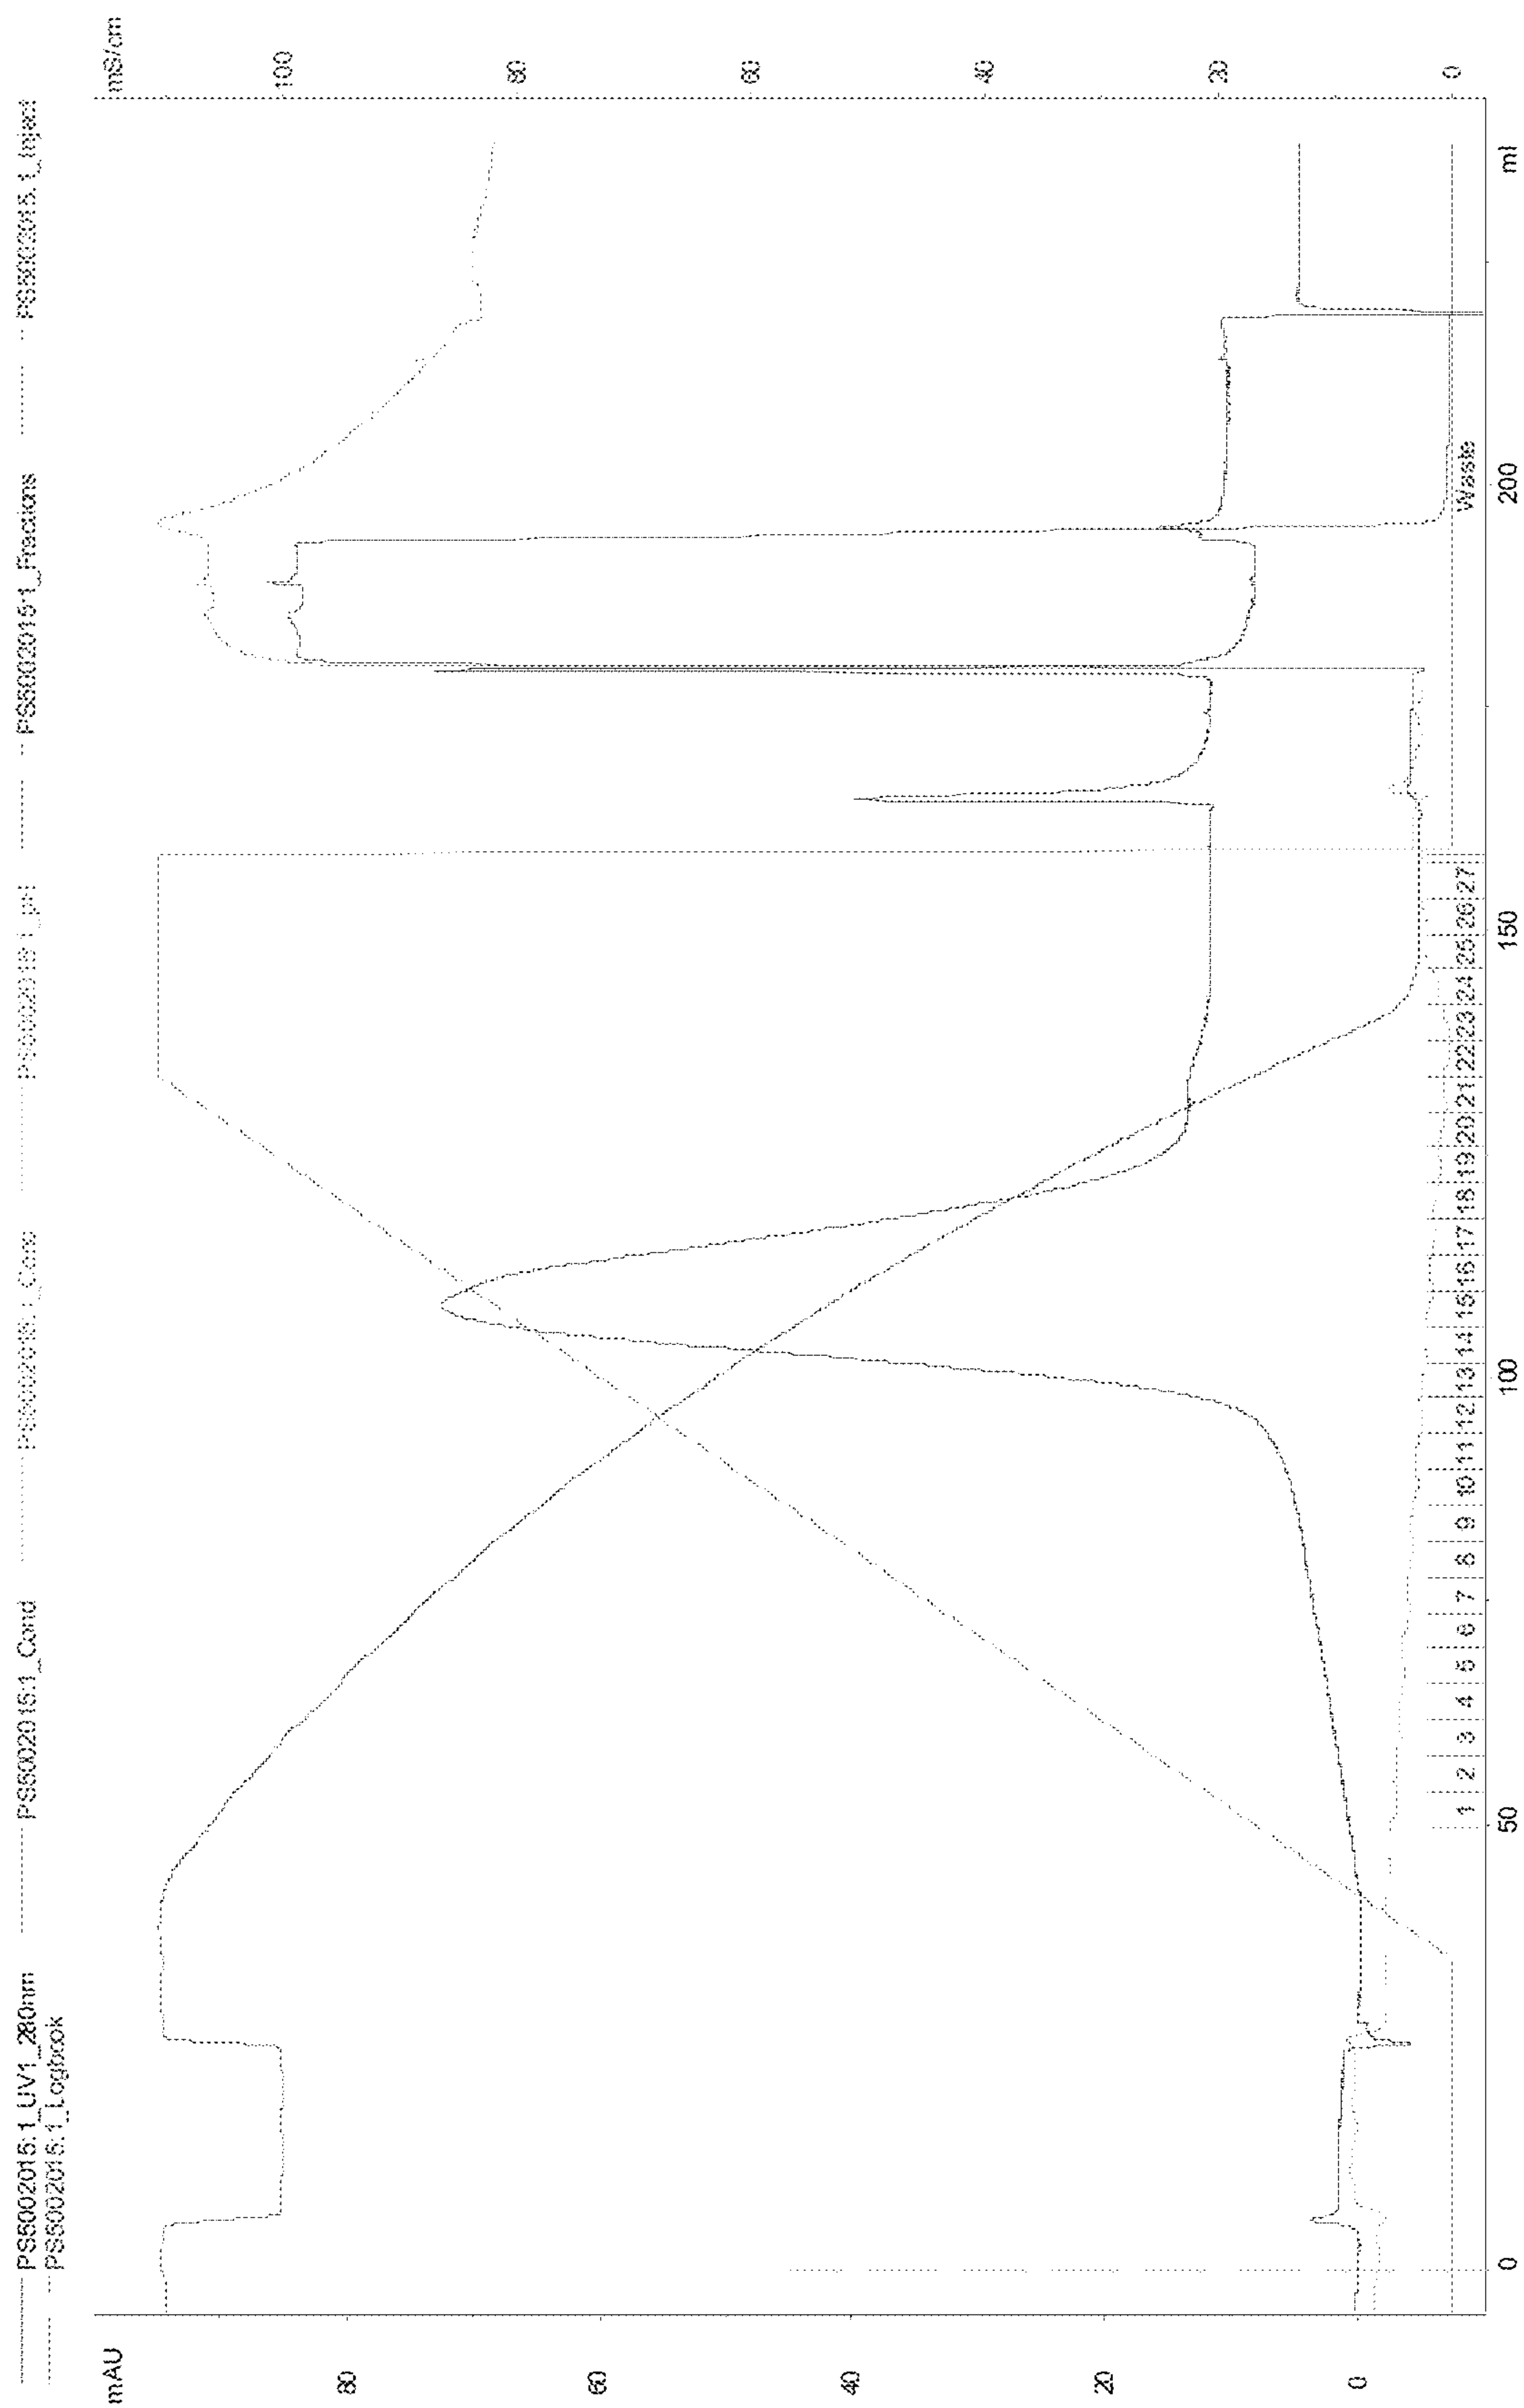 PS5002015:1_UV1_280nm PS5002015:1_Cond PS5002015:1_Fractions
PS5002015:1_Logbook
mAU
80
60
40
20
0
mS/cm
100
80
60
40
20
0
1 2 3 4 5 6 7 8 9 10 11 12 13 14 15 16 17 18 19 20 21 22 23 24 25 26 27 Waste
0 50 100 150 200 ml